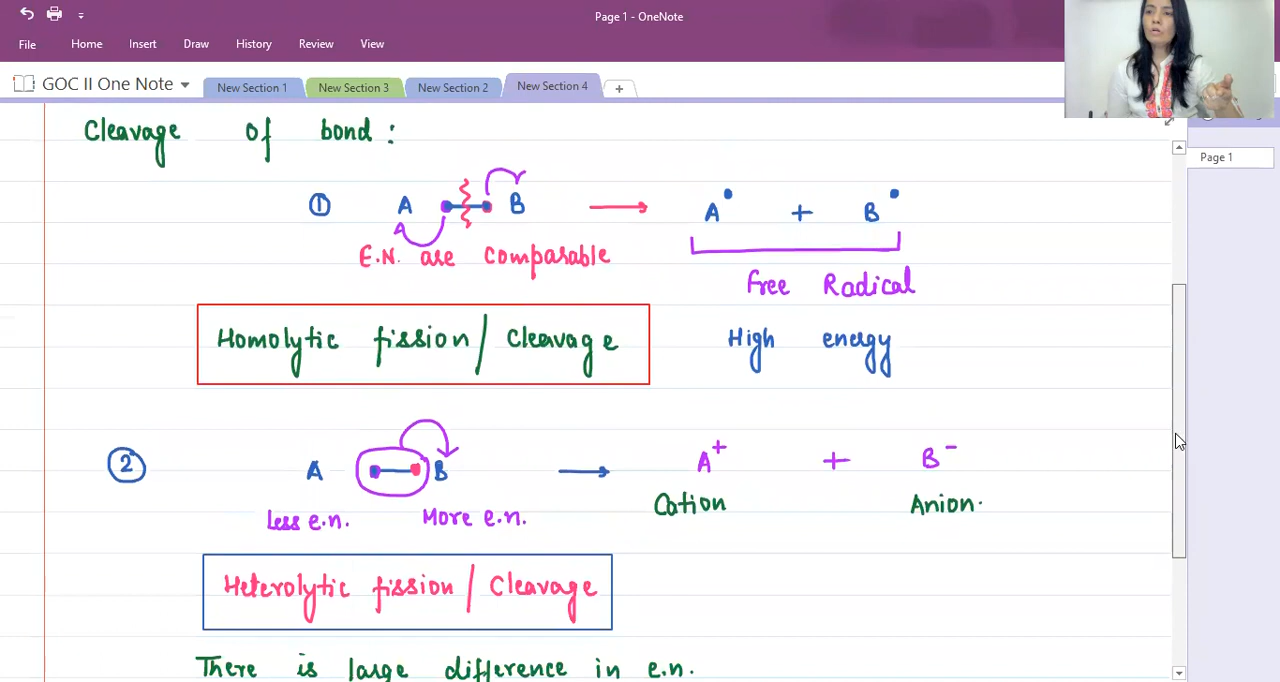 Page 1 - OneNote
File Home Insert Draw History Review View
GOC II One Note New Section 1 New Section 3 New Section 2 New Section 4 +
Page 1
Cleavage of bond :
① A B → A• + B•
E.N. are comparable
Free Radical
Homolytic fission / Cleavage
High energy
② A B → A+ + B−
Cation Anion.
Less e.n. More e.n.
Heterolytic fission / Cleavage
There is large difference in e.n.